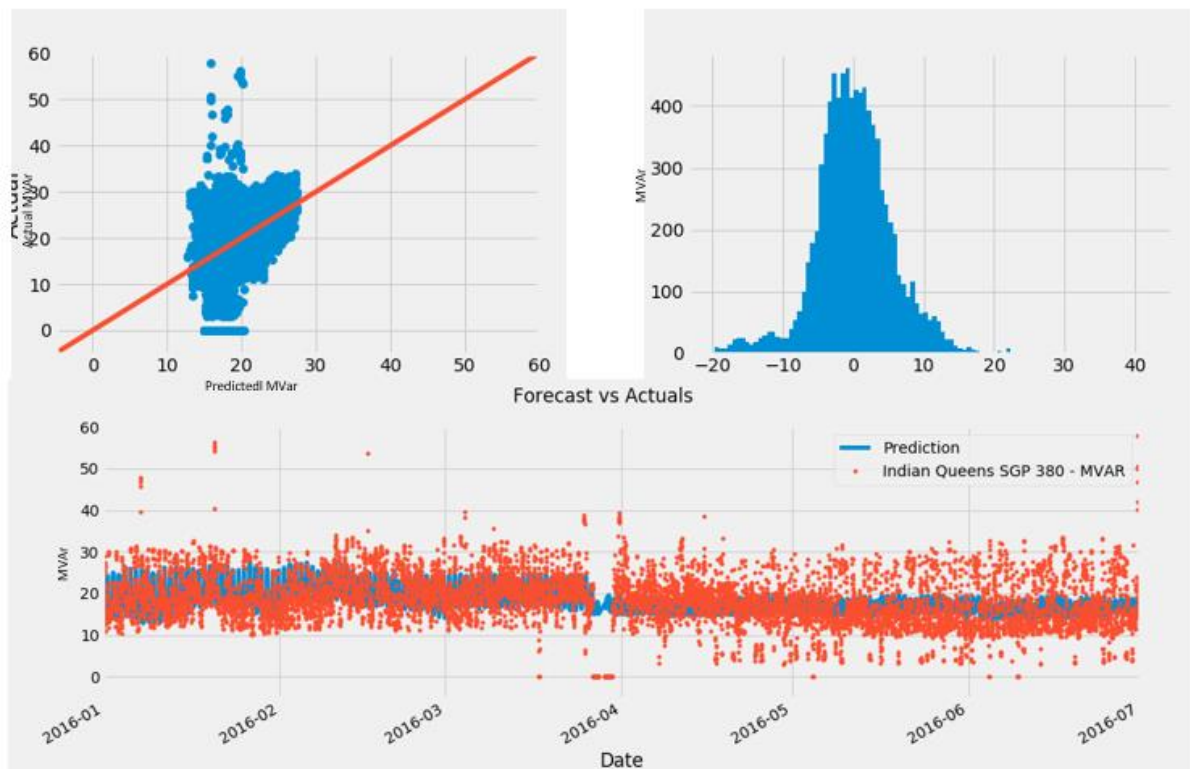 60
50
40
30
20
10
0
Actual
Actual MVAr
0 10 20 30 40 50 60
PredictedI MVar
400
300
200
100
0
MVAr
−20 −10 0 10 20 30 40
Forecast vs Actuals
60
50
40
30
20
10
0
MVAr
Prediction
Indian Queens SGP 380 - MVAR
2016-01 2016-02 2016-03 2016-04 2016-05 2016-06 2016-07
Date